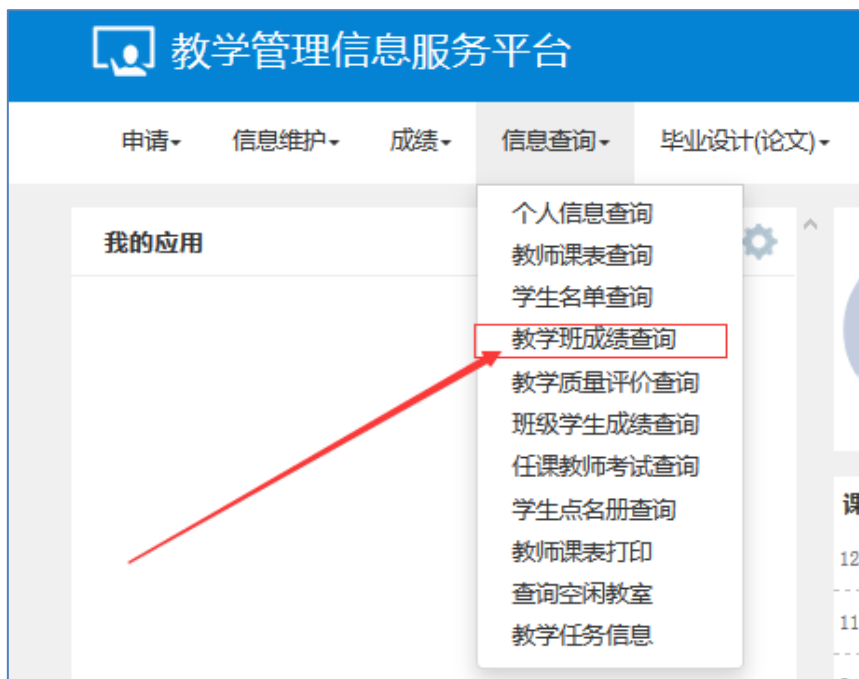 教学管理信息服务平台
申请 信息维护 成绩 信息查询 毕业设计(论文)
我的应用
个人信息查询
教师课表查询
学生名单查询
教学班成绩查询
教学质量评价查询
班级学生成绩查询
任课教师考试查询
学生点名册查询
教师课表打印
查询空闲教室
教学任务信息
课
12
11